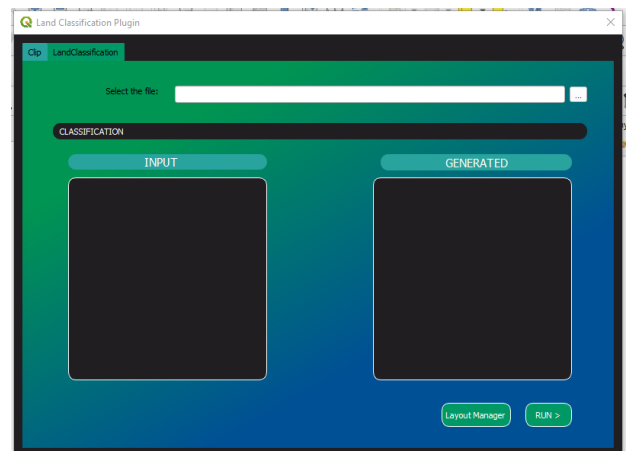 Land Classification Plugin
Clip LandClassification
Select the file:
...
CLASSIFICATION
INPUT GENERATED
Layout Manager RUN >